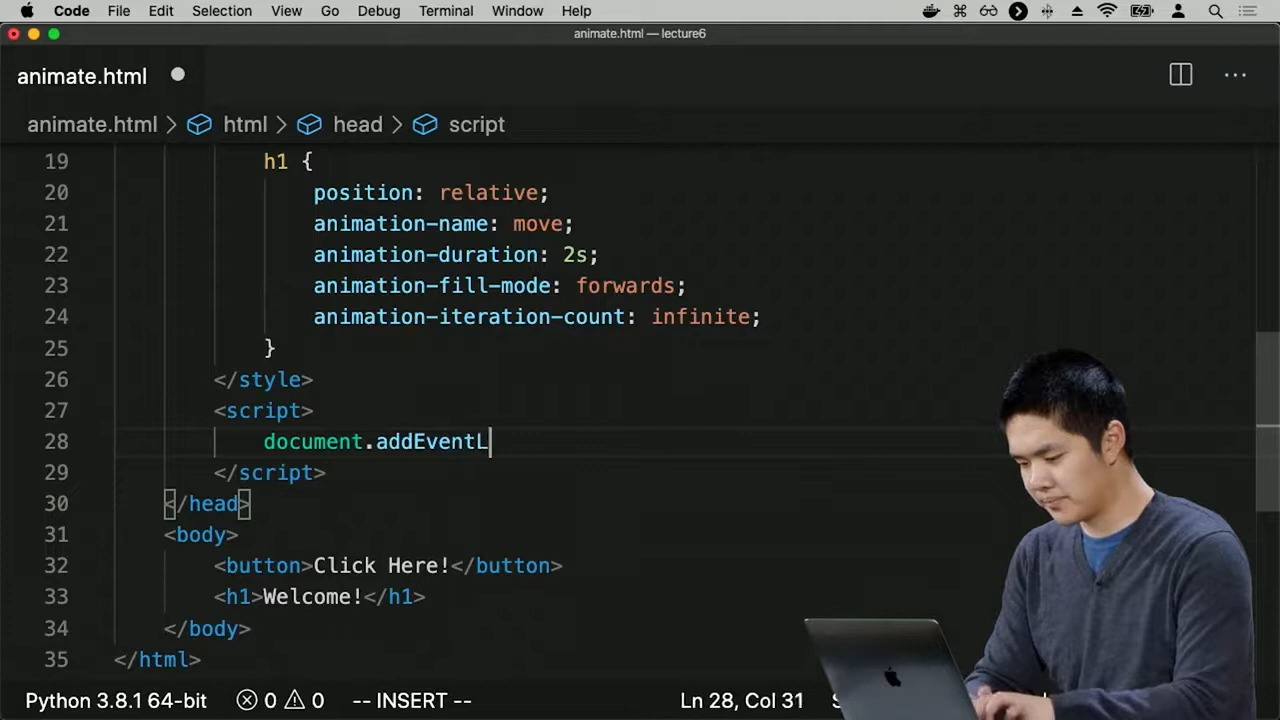 Code File Edit Selection View Go Debug Terminal Window Help
animate.html — lecture6
animate.html
animate.html > html > head > script
19 h1 {
20 position: relative;
21 animation-name: move;
22 animation-duration: 2s;
23 animation-fill-mode: forwards;
24 animation-iteration-count: infinite;
25 }
26 </style>
27 <script>
28 document.addEventL
29 </script>
30 </head>
31 <body>
32 <button>Click Here!</button>
33 <h1>Welcome!</h1>
34 </body>
35 </html>
Python 3.8.1 64-bit 0 0 -- INSERT -- Ln 28, Col 31